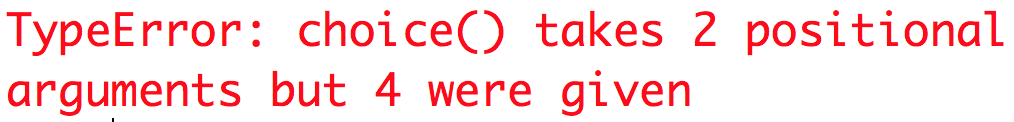 TypeError: choice() takes 2 positional
arguments but 4 were given